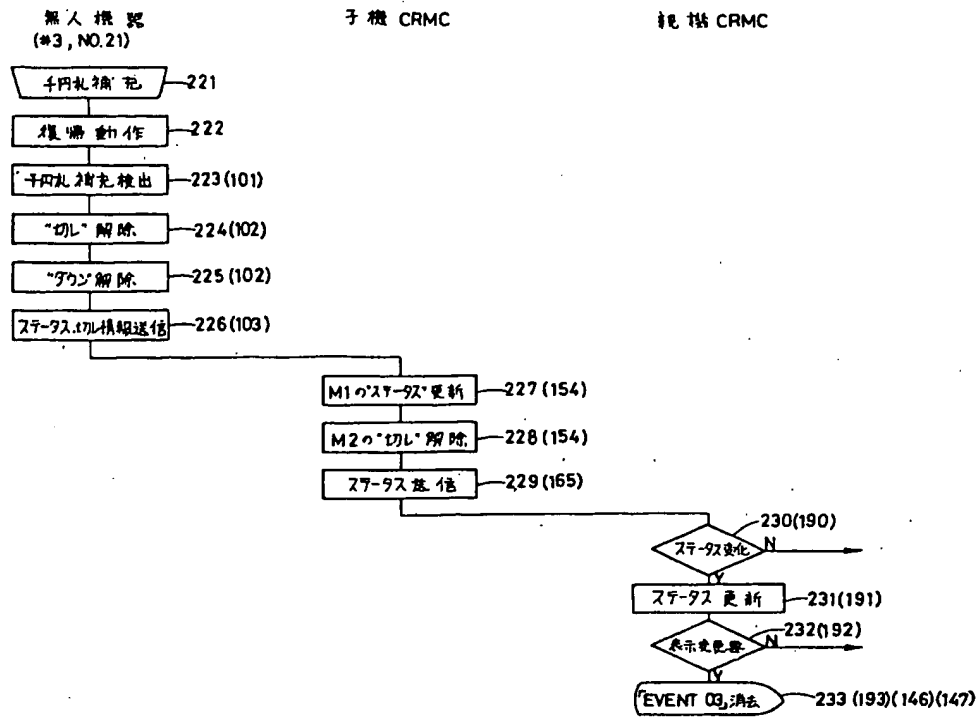 無人機器
(#3, NO.21)
子機 CRMC
親機 CRMC
千円札補充
221
復帰動作
222
千円札補充検出
223(101)
"切レ" 解除
224(102)
"ダウン"解除
225(102)
ステータス,切レ情報送信
226(103)
M1の"ステータス"更新
227(154)
M2の"切レ"解除
228(154)
ステータス送信
229(165)
230(190)
ステータス変化
N
Y
ステータス更新
231(191)
232(192)
表示変更要
N
Y
「EVENT 03」消去
233(193)(146)(147)